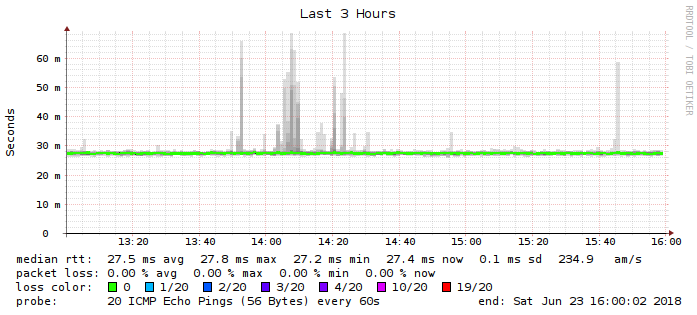 Last 3 Hours
RRDTOOL / TOBI OETIKER
Seconds
60 m
50 m
40 m
30 m
20 m
10 m
0
13:20 13:40 14:00 14:20 14:40 15:00 15:20 15:40 16:00
median rtt: 27.5 ms avg 27.8 ms max 27.2 ms min 27.4 ms now 0.1 ms sd 234.9 am/s
packet loss: 0.00 % avg 0.00 % max 0.00 % min 0.00 % now
loss color: 0 1/20 2/20 3/20 4/20 10/20 19/20
probe: 20 ICMP Echo Pings (56 Bytes) every 60s end: Sat Jun 23 16:00:02 2018